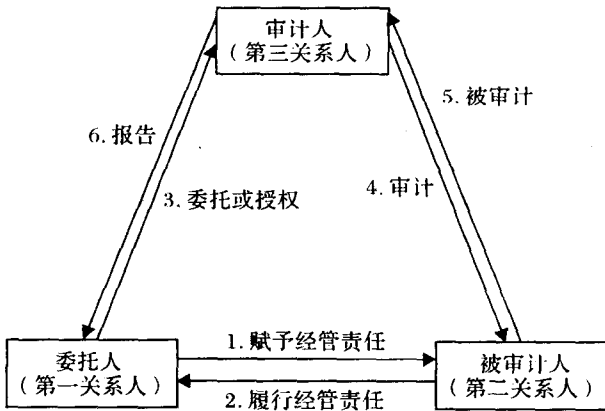 审计人
（第三关系人）
5.被审计
6.报告
3.委托或授权
4.审计
1.赋予经管责任
委托人
（第一关系人）
被审计人
（第二关系人）
2.履行经管责任